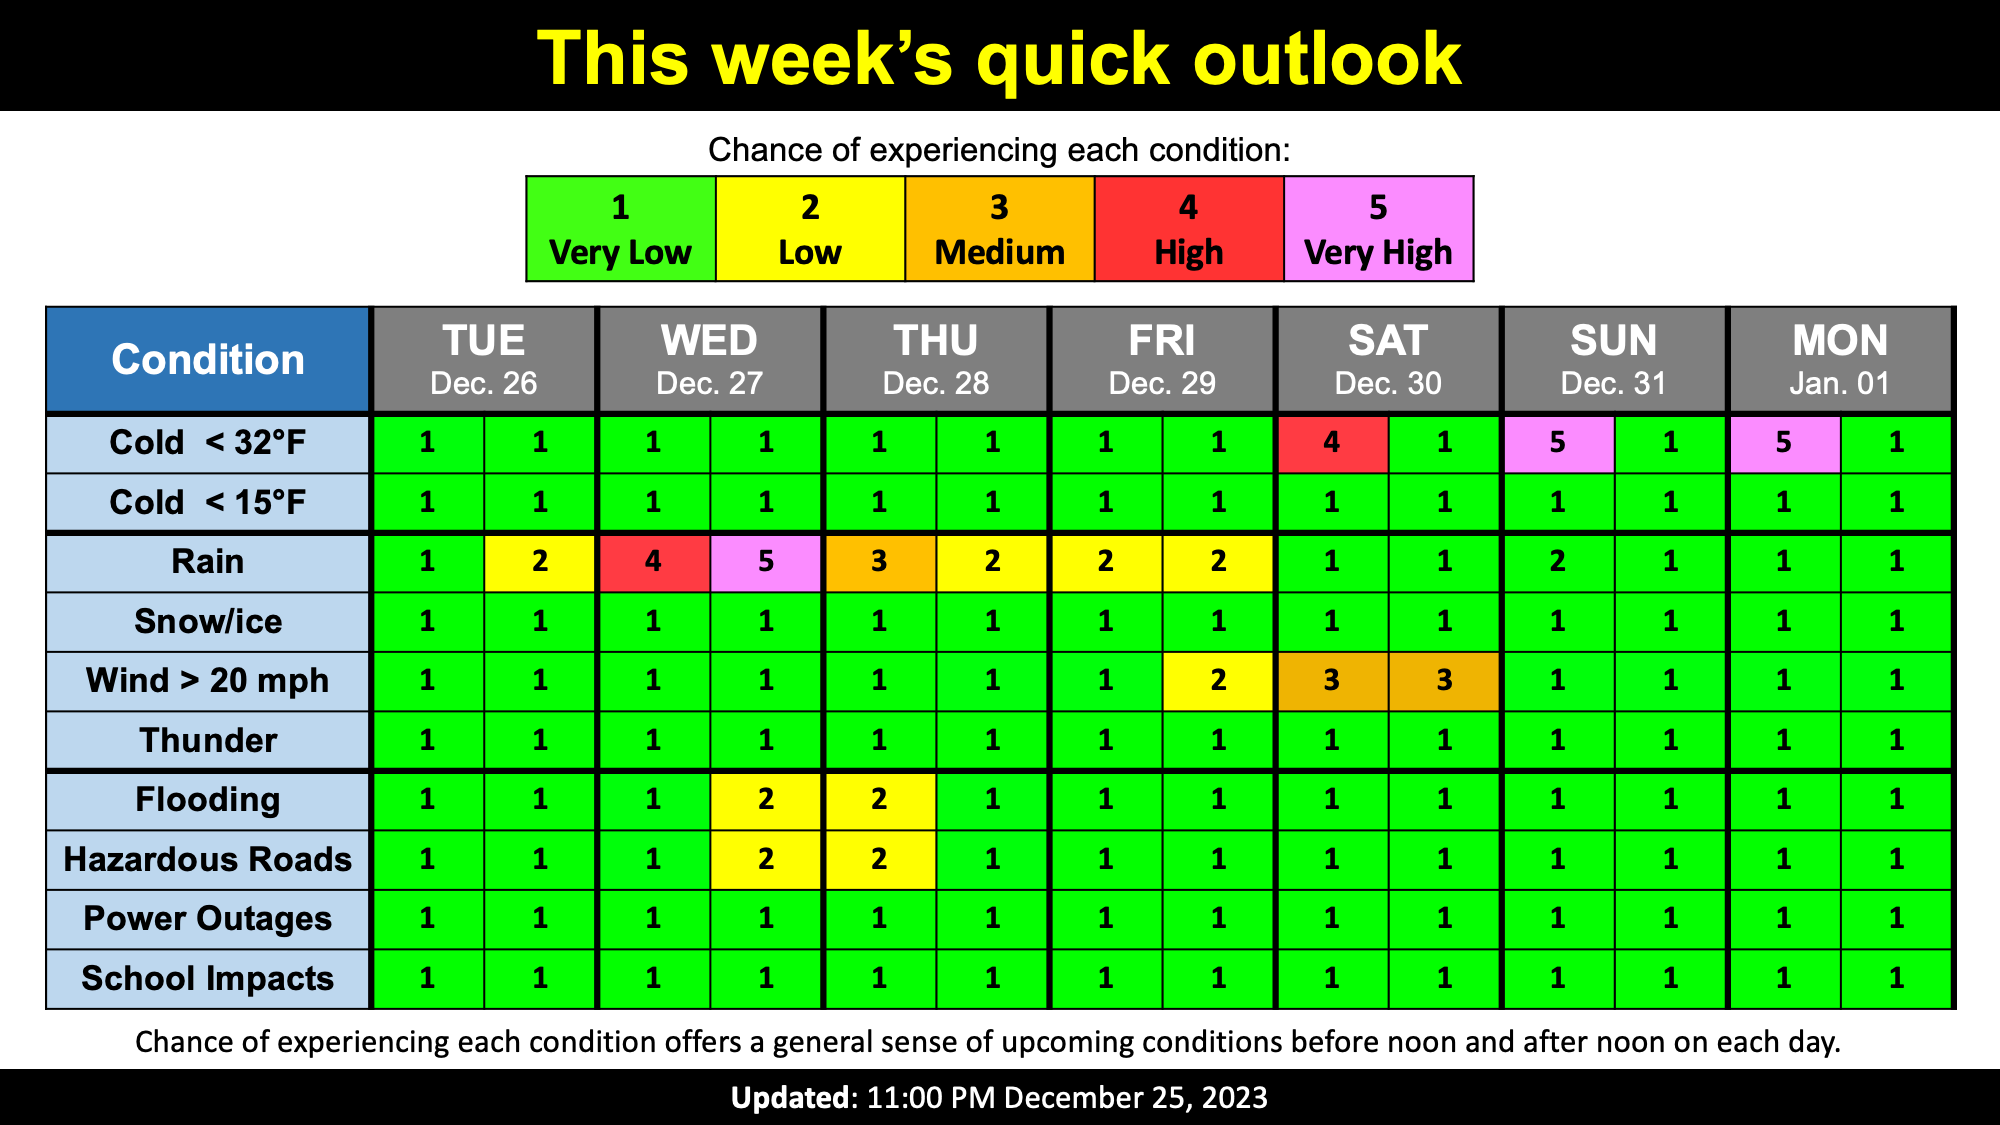 This week’s quick outlook
Chance of experiencing each condition:
1 2 3 4 5
Very Low Low Medium High Very High
Condition TUE WED THU FRI SAT SUN MON
Dec. 26 Dec. 27 Dec. 28 Dec. 29 Dec. 30 Dec. 31 Jan. 01
Cold < 32°F 1 1 1 1 1 1 1 1 4 1 5 1 5 1
Cold < 15°F 1 1 1 1 1 1 1 1 1 1 1 1 1 1
Rain 1 2 4 5 3 2 2 2 1 1 2 1 1 1
Snow/ice 1 1 1 1 1 1 1 1 1 1 1 1 1 1
Wind > 20 mph 1 1 1 1 1 1 1 2 3 3 1 1 1 1
Thunder 1 1 1 1 1 1 1 1 1 1 1 1 1 1
Flooding 1 1 1 2 2 1 1 1 1 1 1 1 1 1
Hazardous Roads 1 1 1 2 2 1 1 1 1 1 1 1 1 1
Power Outages 1 1 1 1 1 1 1 1 1 1 1 1 1 1
School Impacts 1 1 1 1 1 1 1 1 1 1 1 1 1 1
Chance of experiencing each condition offers a general sense of upcoming conditions before noon and after noon on each day.
Updated: 11:00 PM December 25, 2023